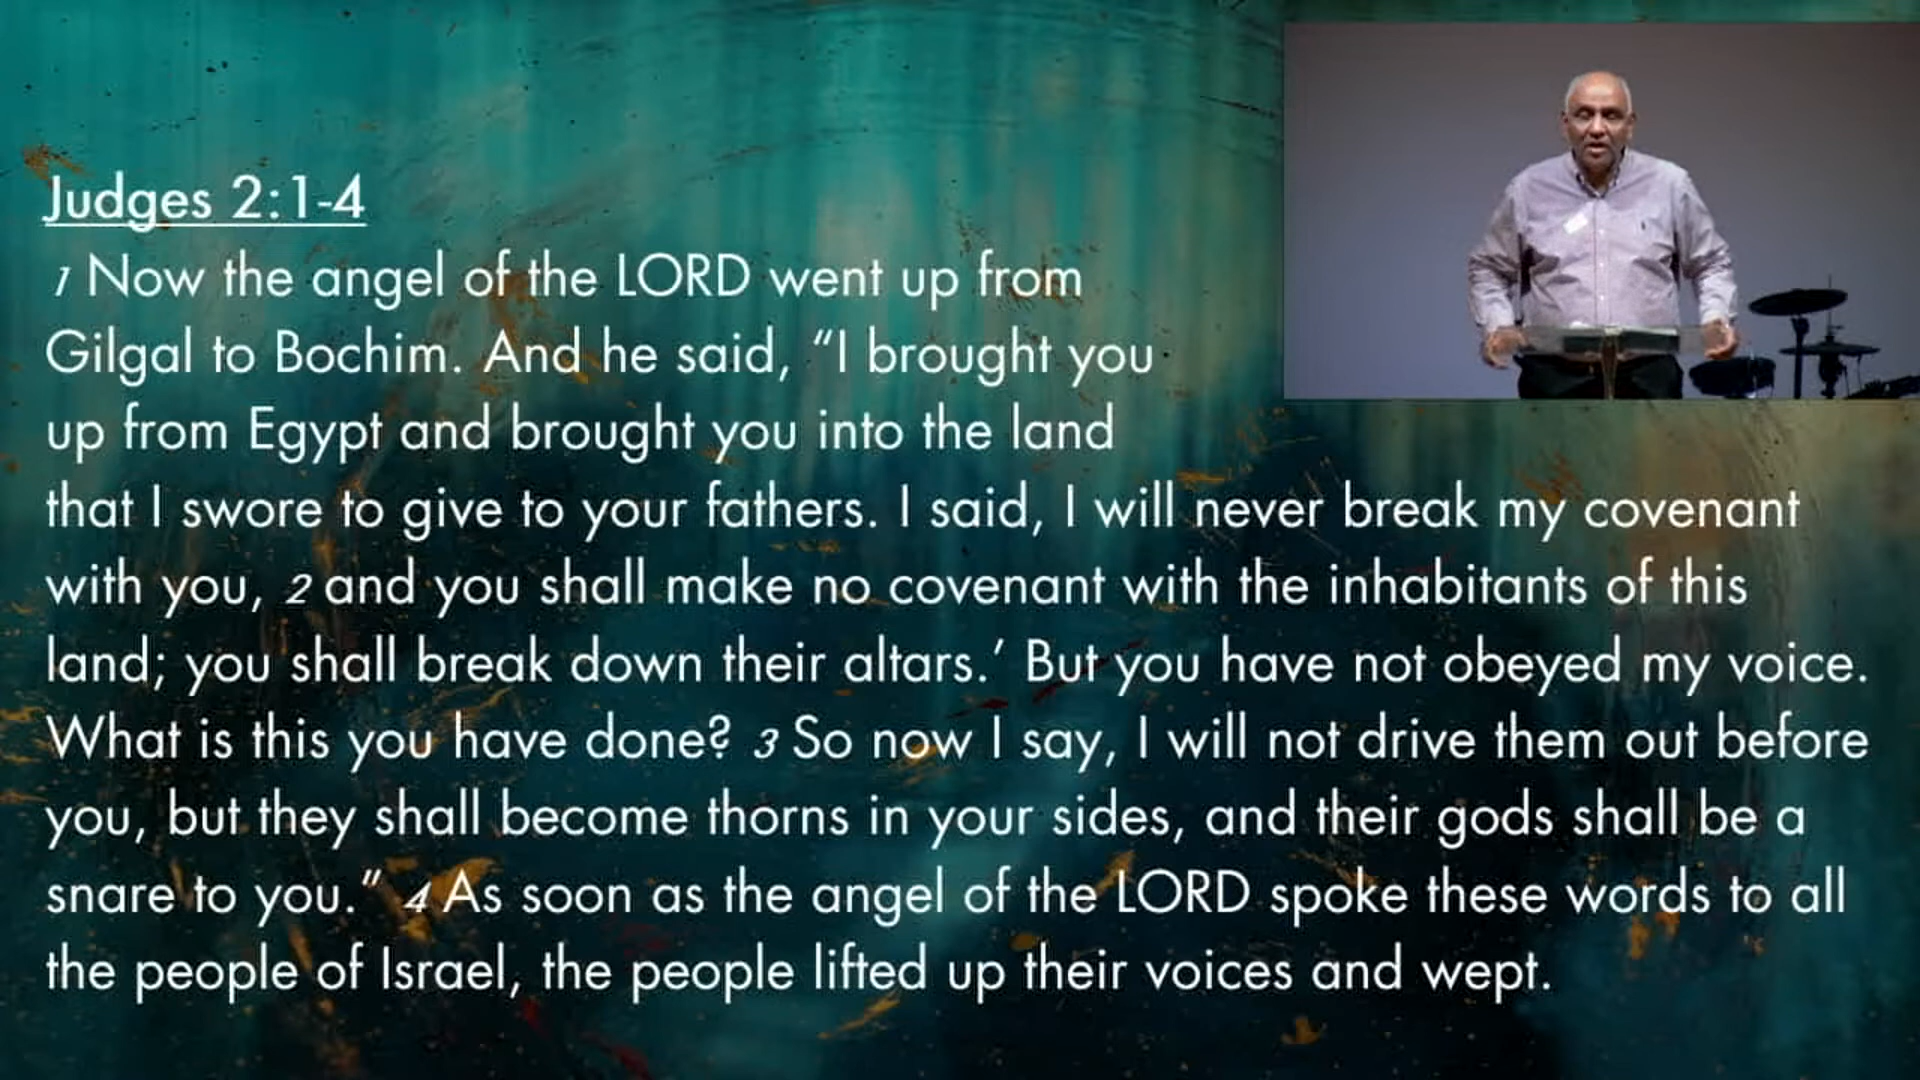 Judges 2:1-4
1 Now the angel of the LORD went up from
Gilgal to Bochim. And he said, “I brought you
up from Egypt and brought you into the land
that I swore to give to your fathers. I said, I will never break my covenant
with you, 2 and you shall make no covenant with the inhabitants of this
land; you shall break down their altars.’ But you have not obeyed my voice.
What is this you have done? 3 So now I say, I will not drive them out before
you, but they shall become thorns in your sides, and their gods shall be a
snare to you.” 4 As soon as the angel of the LORD spoke these words to all
the people of Israel, the people lifted up their voices and wept.